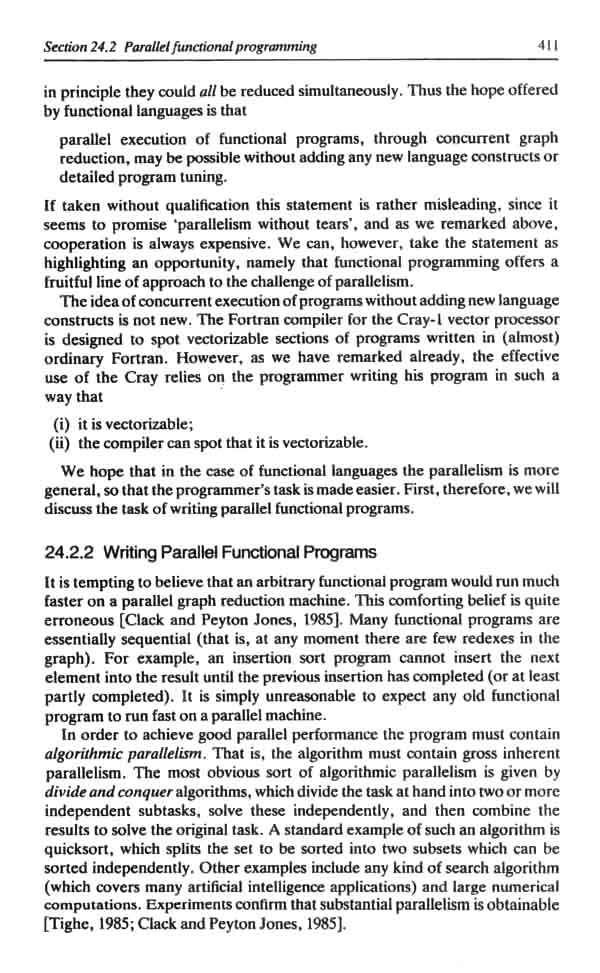 Section 24.2 Parallel functional programming 411
in principle they could all be reduced simultaneously. Thus the hope offered
by functional languages is that
parallel execution of functional programs, through concurrent graph
reduction, may be possible without adding any new language constructs or
detailed program tuning.
If taken without qualification this statement is rather misleading, since it
seems to promise ‘parallelism without tears’, and as we remarked above,
cooperation is always expensive. We can, however, take the statement as
highlighting an opportunity, namely that functional programming offers a
fruitful line of approach to the challenge of parallelism.
The idea of concurrent execution of programs without adding new language
constructs is not new. The Fortran compiler for the Cray-1 vector processor
is designed to spot vectorizable sections of programs written in (almost)
ordinary Fortran. However, as we have remarked already, the effective
use of the Cray relies on the programmer writing his program in such a
way that
(i) it is vectorizable;
(ii) the compiler can spot that it is vectorizable.
We hope that in the case of functional languages the parallelism is more
general, so that the programmer's task is made easier. First, therefore, we will
discuss the task of writing parallel functional programs.
24.2.2 Writing Parallel Functional Programs
It is tempting to believe that an arbitrary functional program would run much
faster on a parallel graph reduction machine. This comforting belief is quite
erroneous [Clack and Peyton Jones, 1985]. Many functional programs are
essentially sequential (that is, at any moment there are few redexes in the
graph). For example, an insertion sort program cannot insert the next
element into the result until the previous insertion has completed (or at least
partly completed). It is simply unreasonable to expect any old functional
program to run fast on a parallel machine.
In order to achieve good parallel performance the program must contain
algorithmic parallelism. That is, the algorithm must contain gross inherent
parallelism. The most obvious sort of algorithmic parallelism is given by
divide and conquer algorithms, which divide the task at hand into two or more
independent subtasks, solve these independently, and then combine the
results to solve the original task. A standard example of such an algorithm is
quicksort, which splits the set to be sorted into two subsets which can be
sorted independently. Other examples include any kind of search algorithm
(which covers many artificial intelligence applications) and large numerical
computations. Experiments confirm that substantial parallelism is obtainable
[Tighe, 1985; Clack and Peyton Jones, 1985].